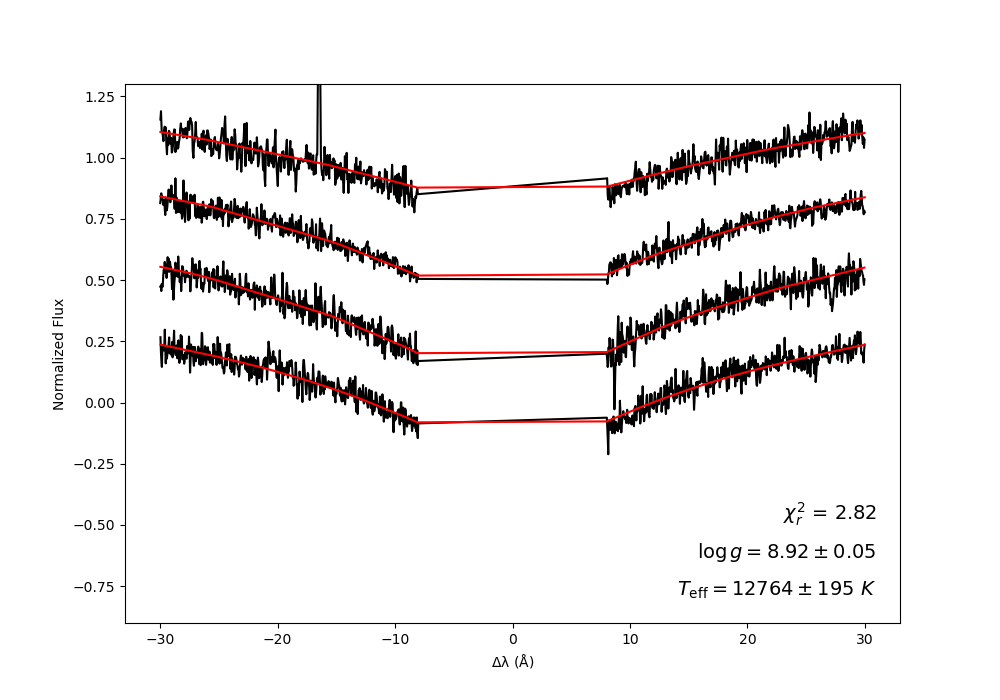 1.25
1.00
0.75
0.50
0.25
0.00
−0.25
−0.50
−0.75
Normalized Flux
χ²ᵣ = 2.82
log g = 8.92 ± 0.05
T_eff = 12764 ± 195 K
−30 −20 −10 0 10 20 30
Δλ (Å)